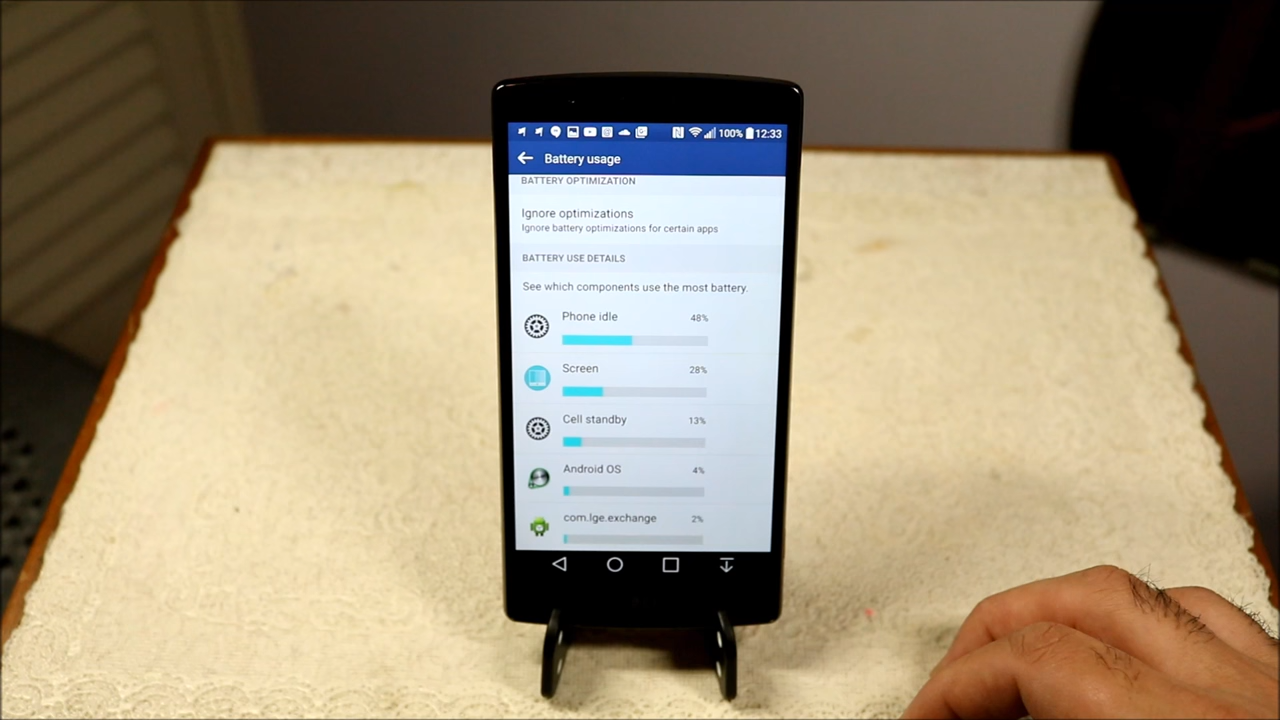 100% 12:33
Battery usage
BATTERY OPTIMIZATION
Ignore optimizations
Ignore battery optimizations for certain apps
BATTERY USE DETAILS
See which components use the most battery.
Phone idle 48%
Screen 28%
Cell standby 13%
Android OS 4%
com.lge.exchange 2%